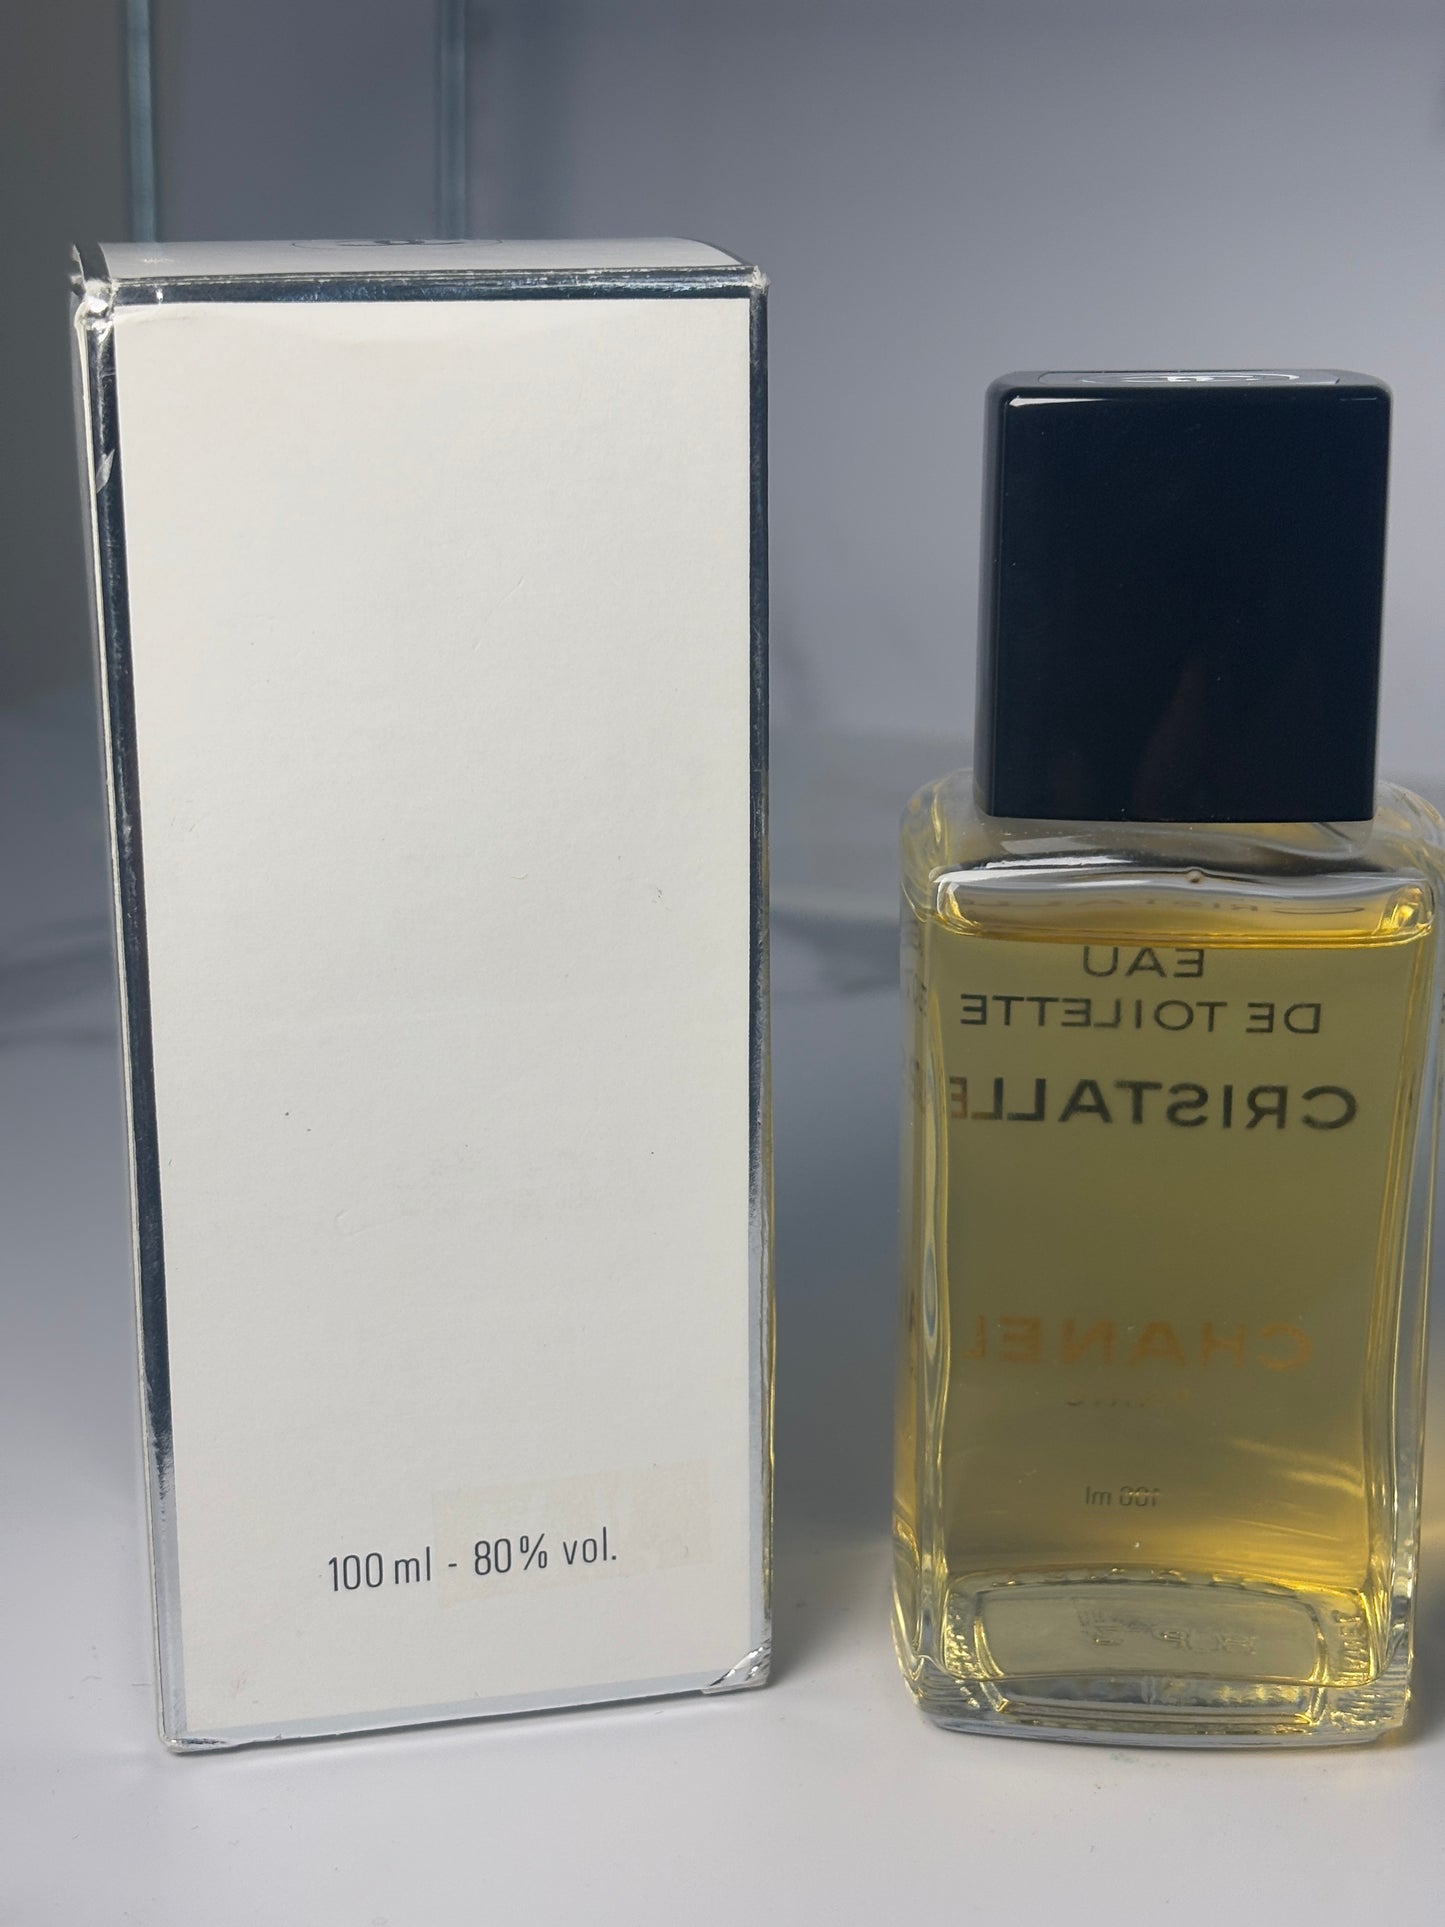 100 ml - 80% vol.
EAU
DE TOILETTE
CRISTALLE
CHANEL
100 ml